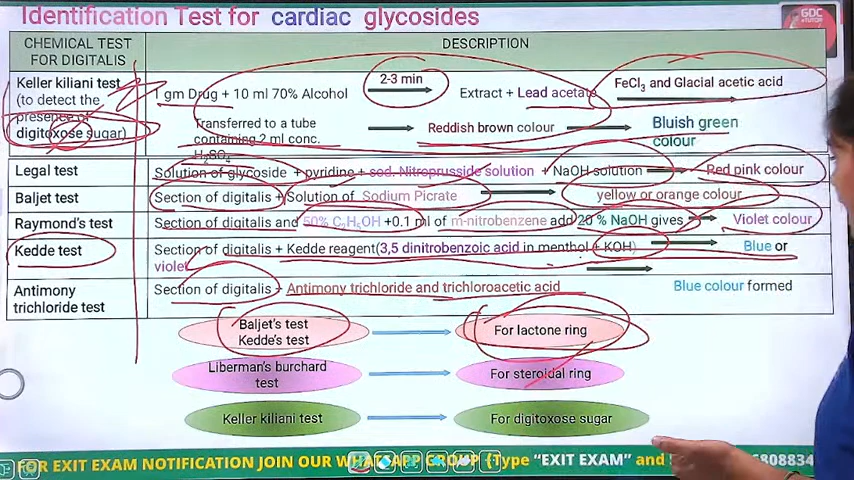 Identification Test for cardiac glycosides
GDC
CHEMICAL TEST
FOR DIGITALIS
DESCRIPTION
Keller kiliani test
(to detect the
presence of
digitoxose sugar)
1 gm Drug + 10 ml 70% Alcohol
2-3 min
Extract + Lead acetate
FeCl₃ and Glacial acetic acid
Transferred to a tube
containing 2 ml conc.
H₂SO₄
Reddish brown colour
Bluish green
colour
Legal test
Solution of glycoside + pyridine + sod. Nitroprusside solution + NaOH solution
Red pink colour
Baljet test
Section of digitalis + Solution of Sodium Picrate
yellow or orange colour
Raymond's test
Section of digitalis and 50% C₂H₅OH +0.1 ml of m-nitrobenzene add 20 % NaOH gives
Violet colour
Kedde test
Section of digitalis + Kedde reagent(3,5 dinitrobenzoic acid in menthol + KOH)
Blue or
violet
Antimony
trichloride test
Section of digitalis + Antimony trichloride and trichloroacetic acid
Blue colour formed
Baljet's test
Kedde's test
For lactone ring
Liberman's burchard
test
For steroidal ring
Keller kiliani test
For digitoxose sugar
FOR EXIT EXAM NOTIFICATION JOIN OUR WHATSAPP GROUP (Type “EXIT EXAM” and